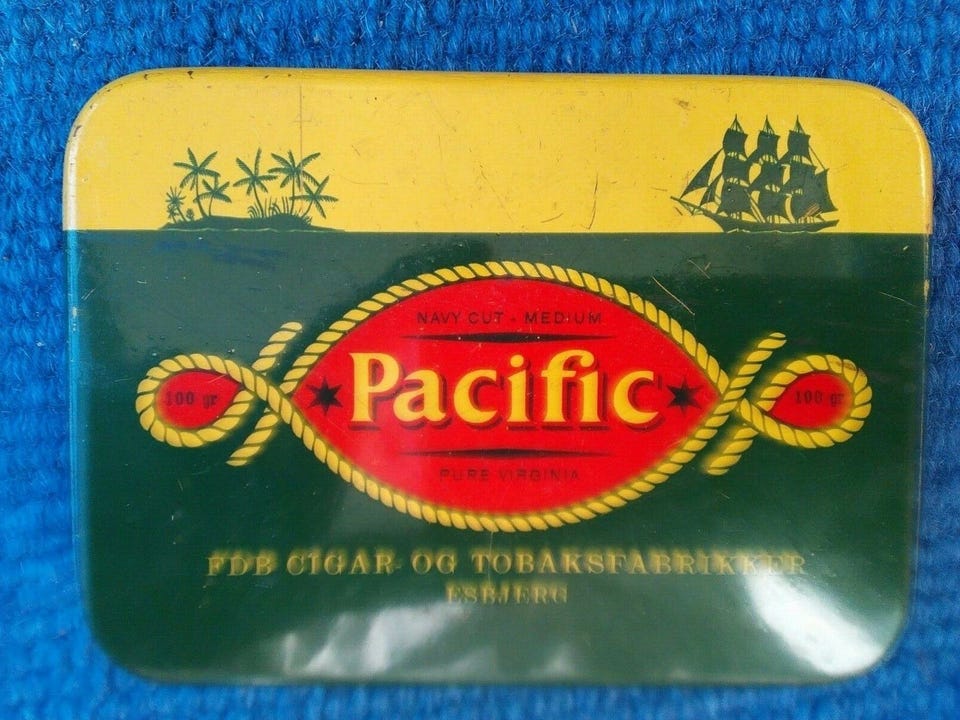 NAVY CUT - MEDIUM
Pacific
100 gr
100 gr
PURE VIRGINIA
FDB CIGAR- OG TOBAKSFABRIKKER
ESBJERG